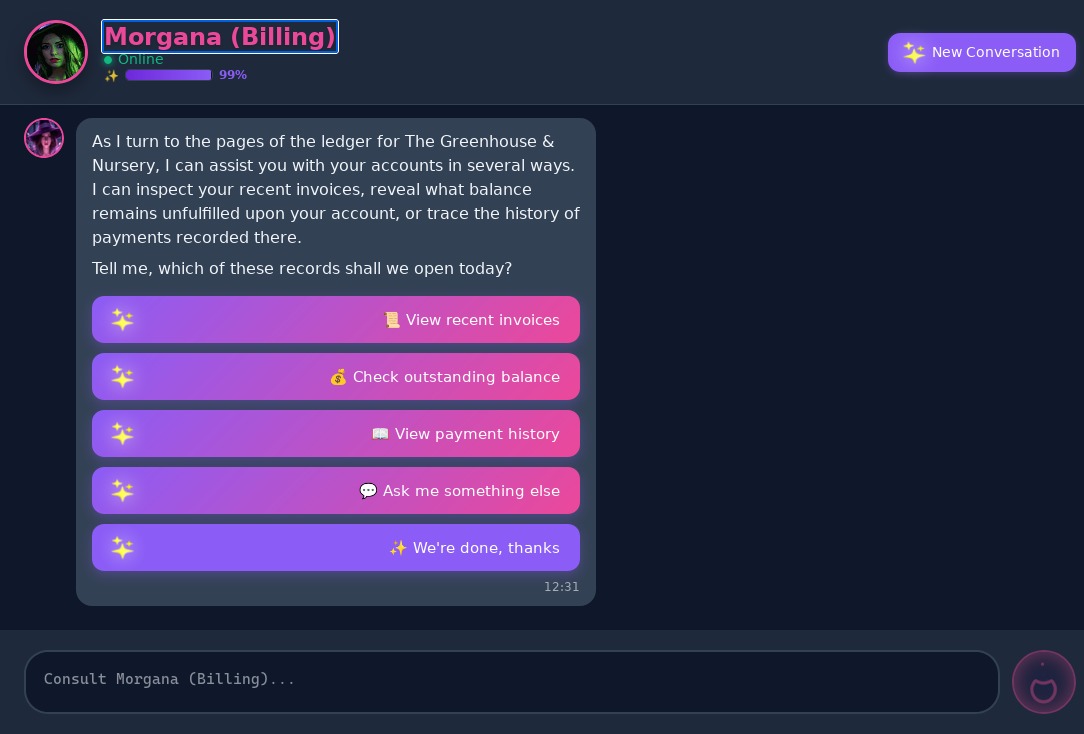 Morgana (Billing)
Online
99%
New Conversation
As I turn to the pages of the ledger for The Greenhouse &
Nursery, I can assist you with your accounts in several ways.
I can inspect your recent invoices, reveal what balance
remains unfulfilled upon your account, or trace the history of
payments recorded there.
Tell me, which of these records shall we open today?
📜 View recent invoices
💰 Check outstanding balance
📖 View payment history
💬 Ask me something else
✨ We're done, thanks
12:31
Consult Morgana (Billing)...